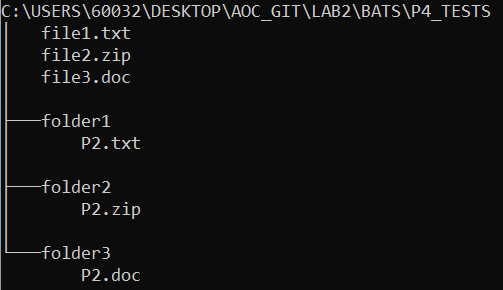 C:\USERS\60032\DESKTOP\AOC_GIT\LAB2\BATS\P4_TESTS
file1.txt
file2.zip
file3.doc
folder1
P2.txt
folder2
P2.zip
folder3
P2.doc